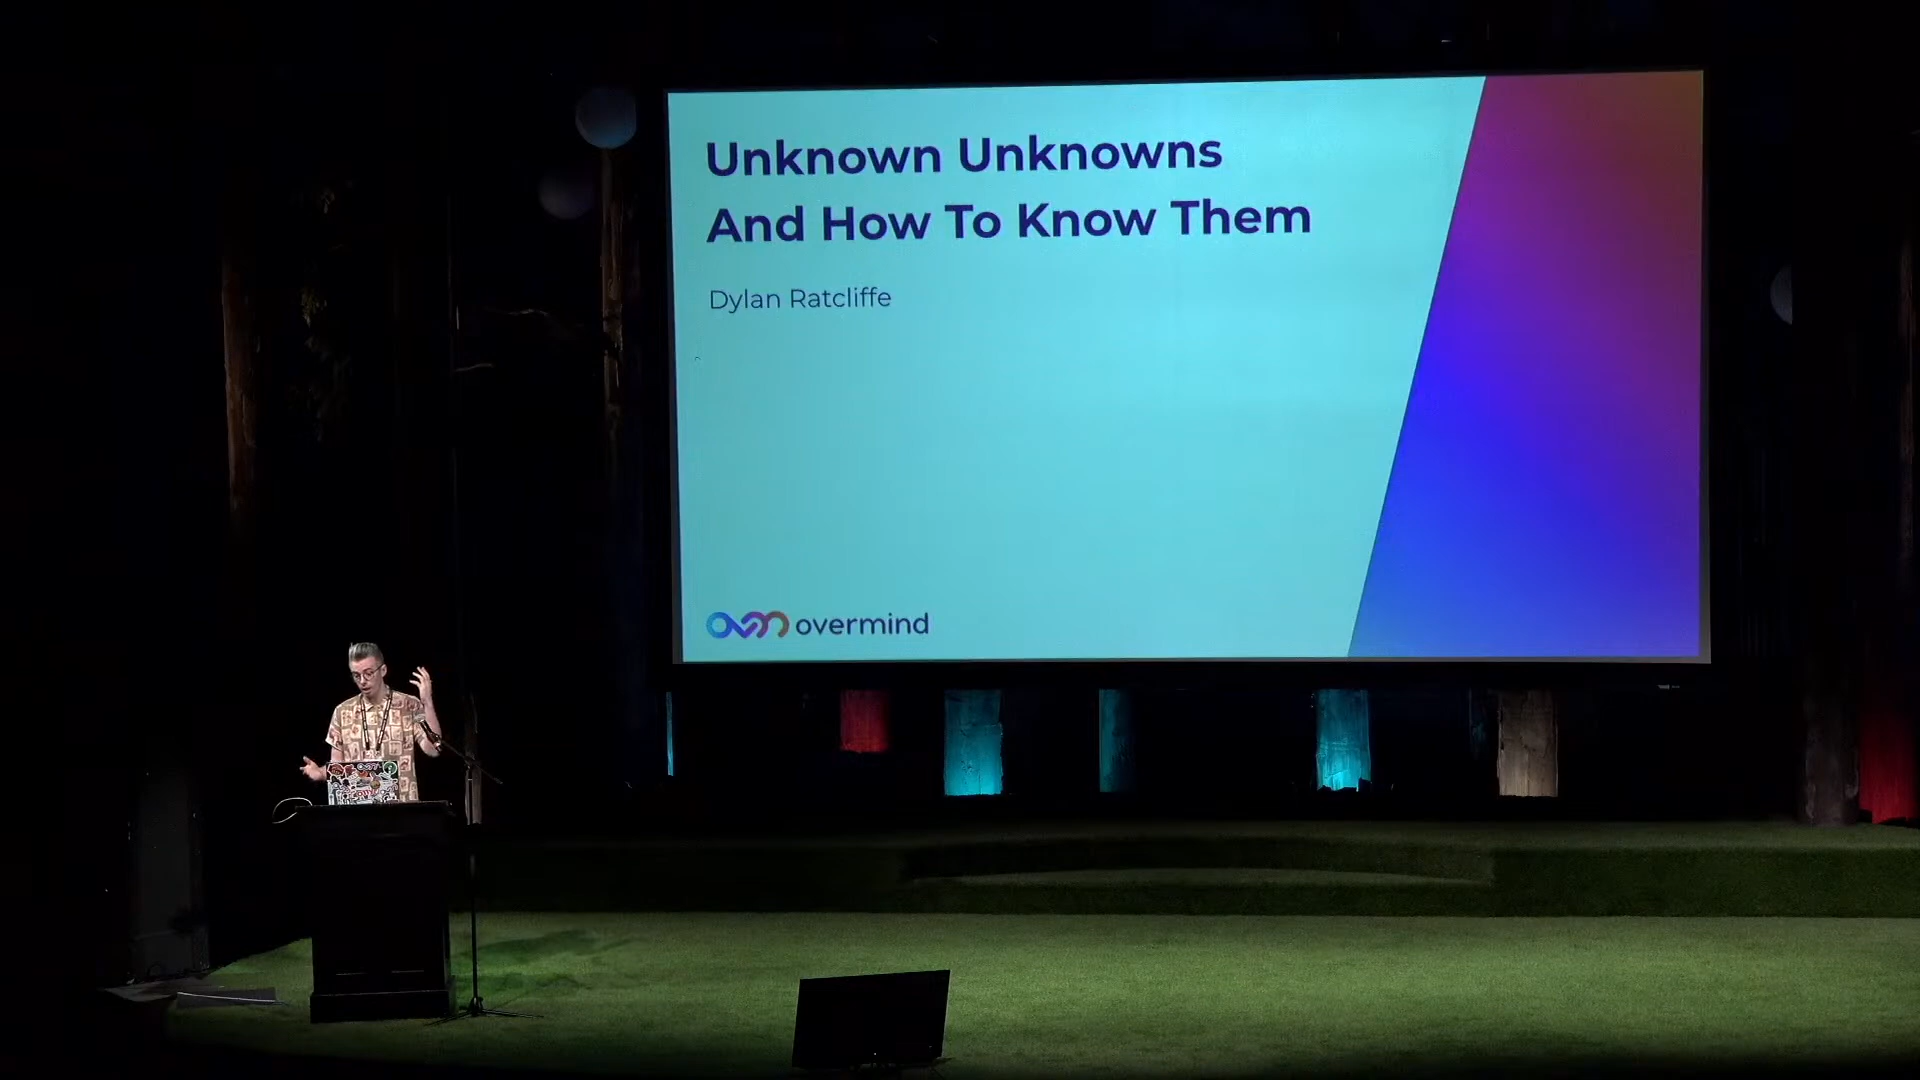 Unknown Unknowns
And How To Know Them
Dylan Ratcliffe
overmind